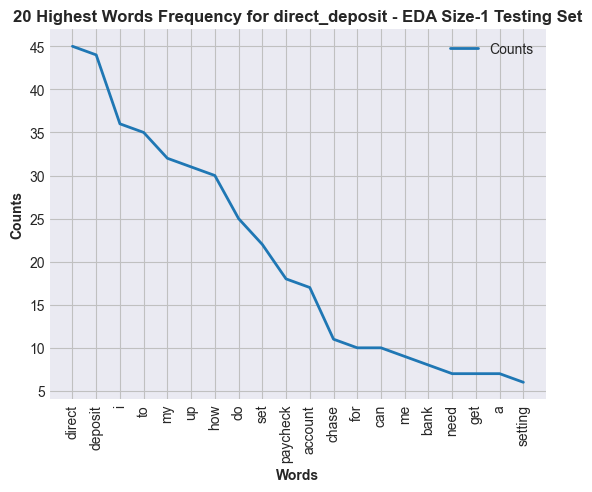 20 Highest Words Frequency for direct_deposit - EDA Size-1 Testing Set
Counts
45
40
35
30
25
20
15
10
5
Counts
direct
deposit
i
to
my
up
how
do
set
paycheck
account
chase
for
can
me
bank
need
get
a
setting
Words